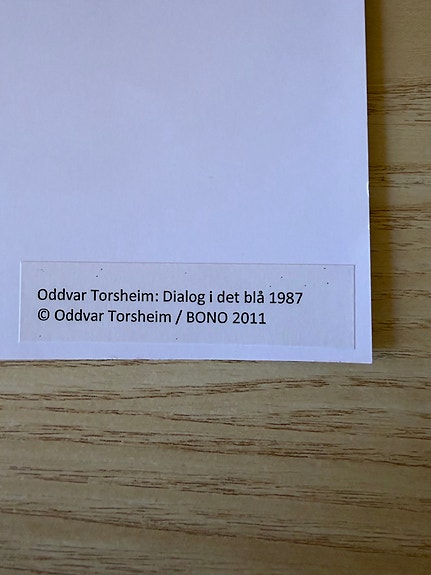 Oddvar Torsheim: Dialog i det blå 1987
© Oddvar Torsheim / BONO 2011